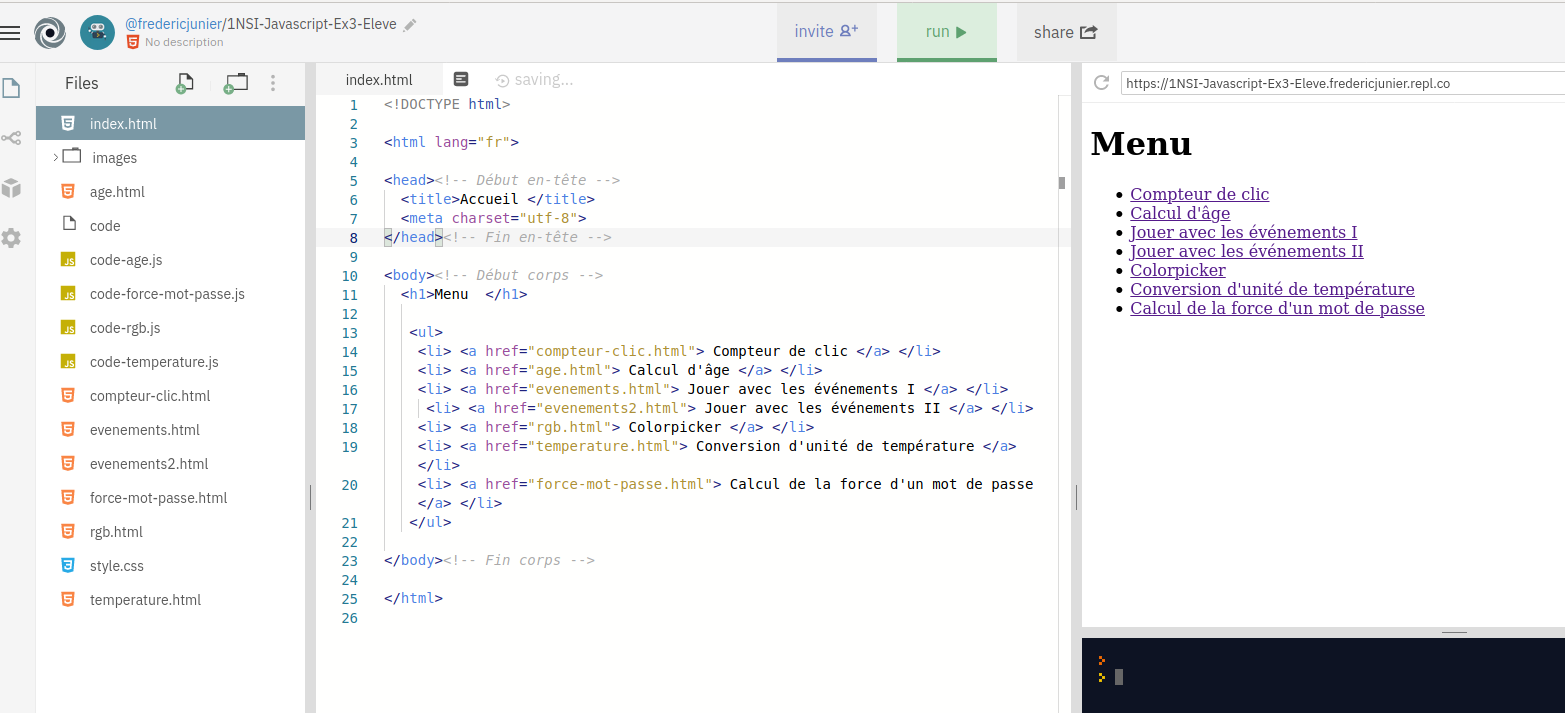 @fredericjunier/1NSI-Javascript-Ex3-Eleve
No description
invite
run
share
Files
index.html
images
age.html
code
code-age.js
code-force-mot-passe.js
code-rgb.js
code-temperature.js
compteur-clic.html
evenements.html
evenements2.html
force-mot-passe.html
rgb.html
style.css
temperature.html
index.html
saving...
1 <!DOCTYPE html>
2
3 <html lang="fr">
4
5 <head><!-- Début en-tête -->
6 <title>Accueil </title>
7 <meta charset="utf-8">
8 </head><!-- Fin en-tête -->
9
10 <body><!-- Début corps -->
11 <h1>Menu  </h1>
12
13 <ul>
14 <li> <a href="compteur-clic.html"> Compteur de clic </a> </li>
15 <li> <a href="age.html"> Calcul d'âge </a> </li>
16 <li> <a href="evenements.html"> Jouer avec les événements I </a> </li>
17 <li> <a href="evenements2.html"> Jouer avec les événements II </a> </li>
18 <li> <a href="rgb.html"> Colorpicker </a> </li>
19 <li> <a href="temperature.html"> Conversion d'unité de température </a>
</li>
20 <li> <a href="force-mot-passe.html"> Calcul de la force d'un mot de passe
</a> </li>
21 </ul>
22
23 </body><!-- Fin corps -->
24
25 </html>
26
https://1NSI-Javascript-Ex3-Eleve.fredericjunier.repl.co
Menu
Compteur de clic
Calcul d'âge
Jouer avec les événements I
Jouer avec les événements II
Colorpicker
Conversion d'unité de température
Calcul de la force d'un mot de passe